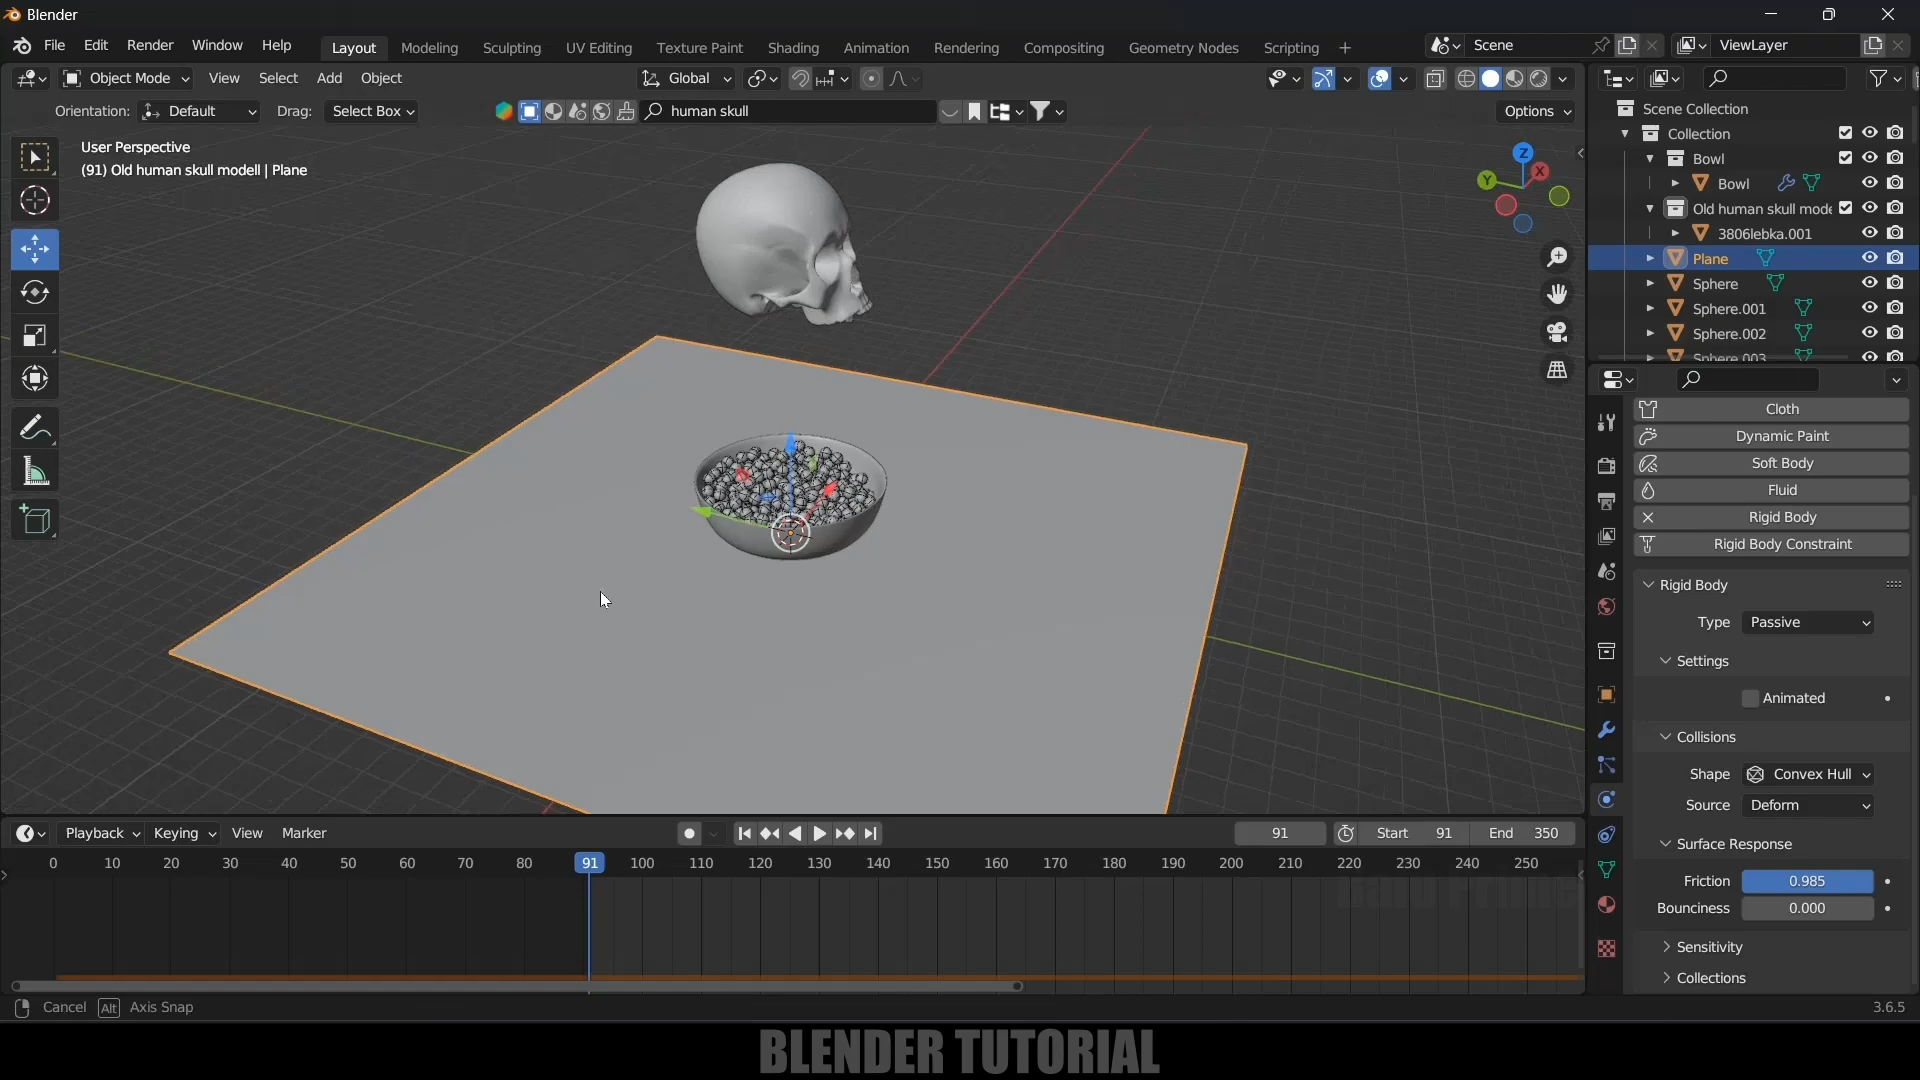 Blender
File Edit Render Window Help Layout Modeling Sculpting UV Editing Texture Paint Shading Animation Rendering Compositing Geometry Nodes Scripting + Scene ViewLayer
Object Mode View Select Add Object Global
Orientation: Default Drag: Select Box human skull Options
User Perspective
(91) Old human skull modell | Plane
Z
X
Y
Scene Collection
Collection
Bowl
Bowl
Old human skull mode
3806lebka.001
Plane
Sphere
Sphere.001
Sphere.002
Sphere.003
Cloth
Dynamic Paint
Soft Body
Fluid
Rigid Body
Rigid Body Constraint
Rigid Body
Type Passive
Settings
Animated
Collisions
Shape Convex Hull
Source Deform
Surface Response
Friction 0.985
Bounciness 0.000
Sensitivity
Collections
Playback Keying View Marker 91 Start 91 End 350
0 10 20 30 40 50 60 70 80 91 100 110 120 130 140 150 160 170 180 190 200 210 220 230 240 250
Cancel Alt Axis Snap 3.6.5
BLENDER TUTORIAL